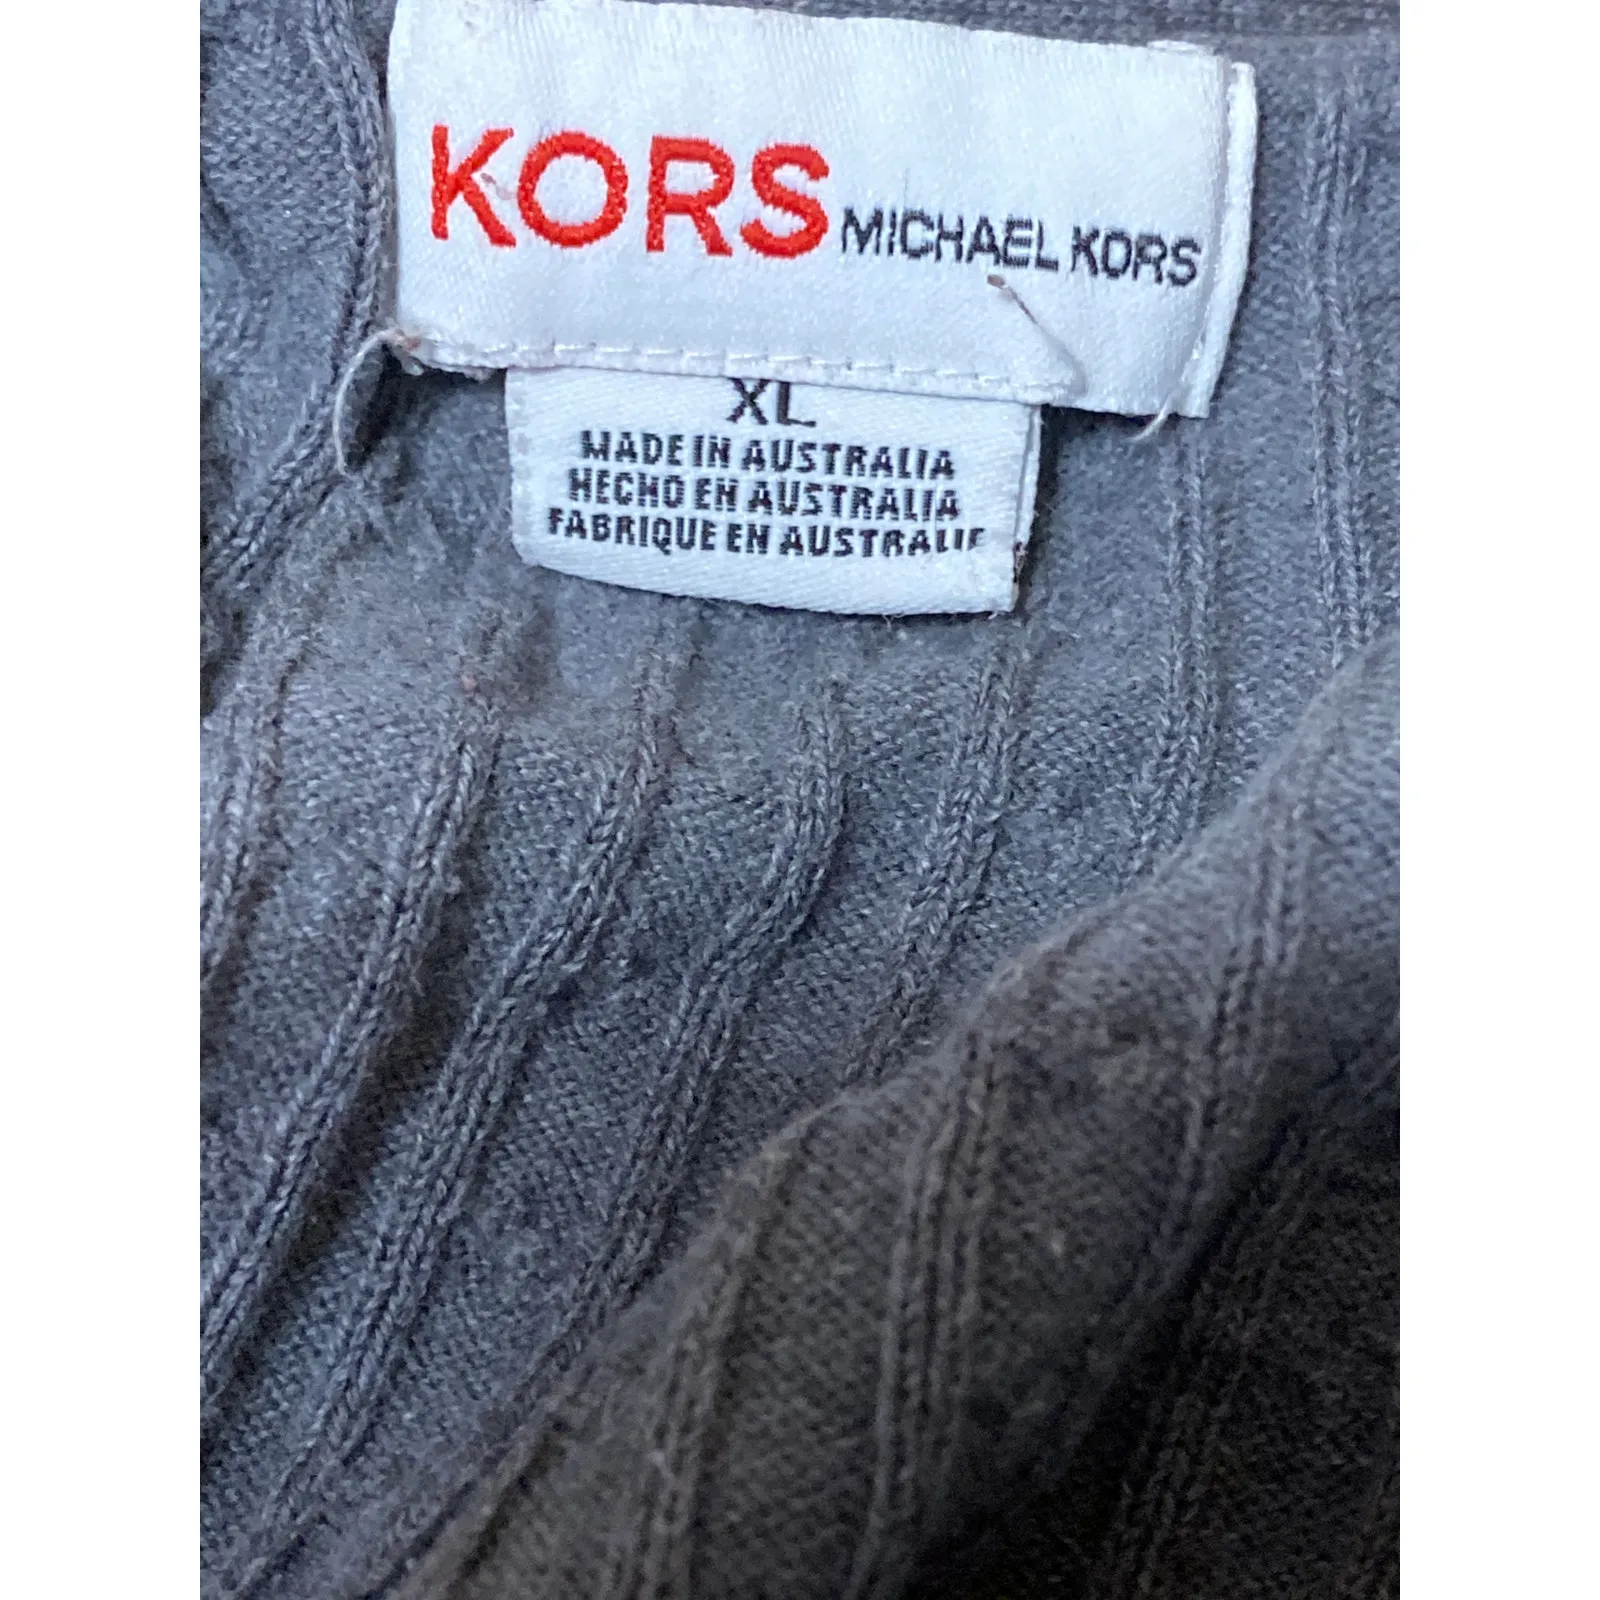 KORS MICHAEL KORS
XL
MADE IN AUSTRALIA
HECHO EN AUSTRALIA
FABRIQUE EN AUSTRALIE